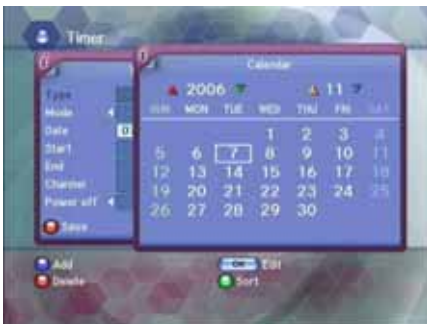 Timer
Calendar
2006 11
SUN MON TUE WED THU FRI SAT
1 2 3 4
5 6 7 8 9 10 11
12 13 14 15 16 17 18
19 20 21 22 23 24 25
26 27 28 29 30
Type
Mode
Date
Start
End
Channel
Power off
Save
Add
OK Edit
Delete
Sort